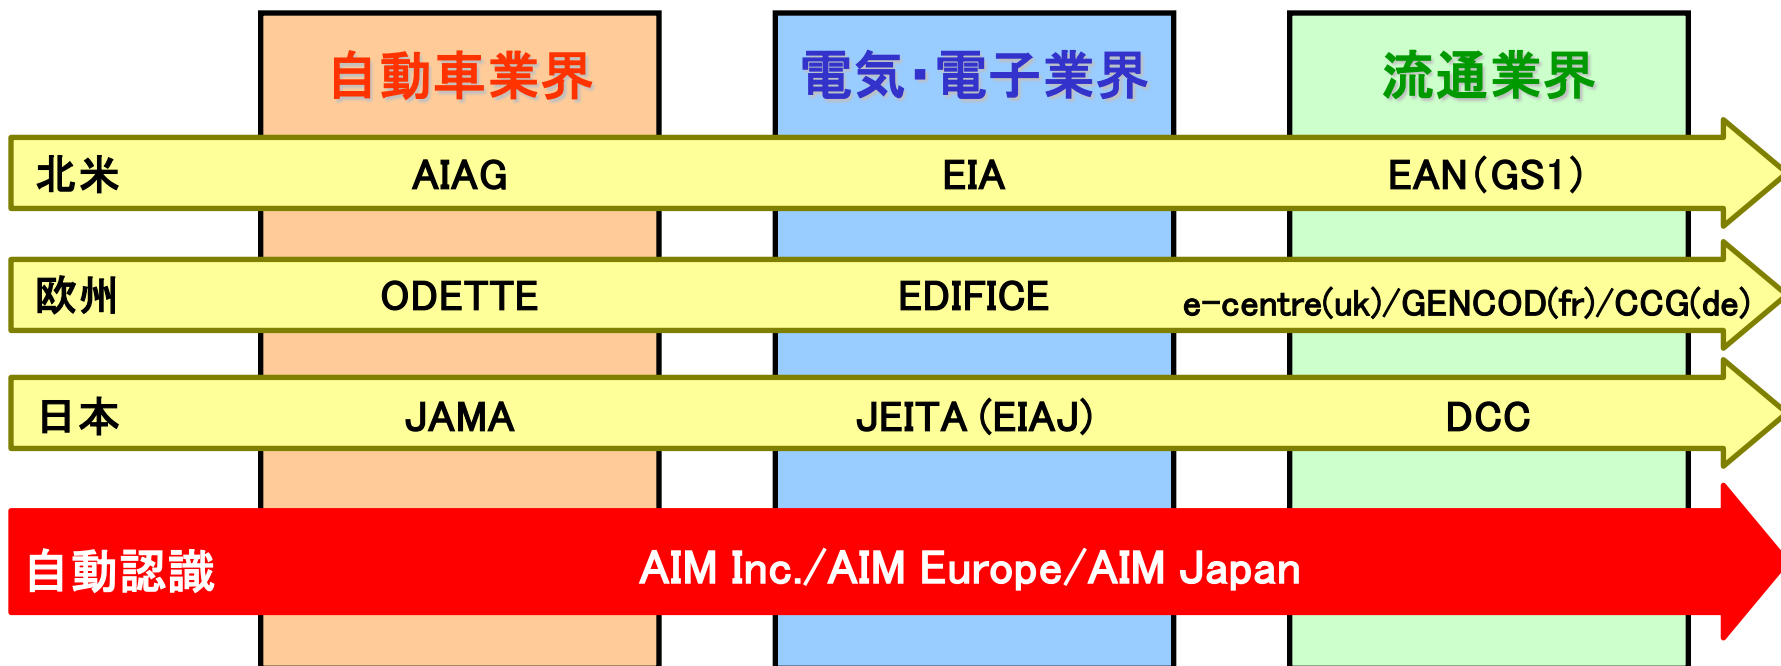 自動車業界 電気・電子業界 流通業界
北米 AIAG EIA EAN(GS1)
欧州 ODETTE EDIFICE e-centre(uk)/GENCOD(fr)/CCG(de)
日本 JAMA JEITA (EIAJ) DCC
自動認識 AIM Inc./AIM Europe/AIM Japan